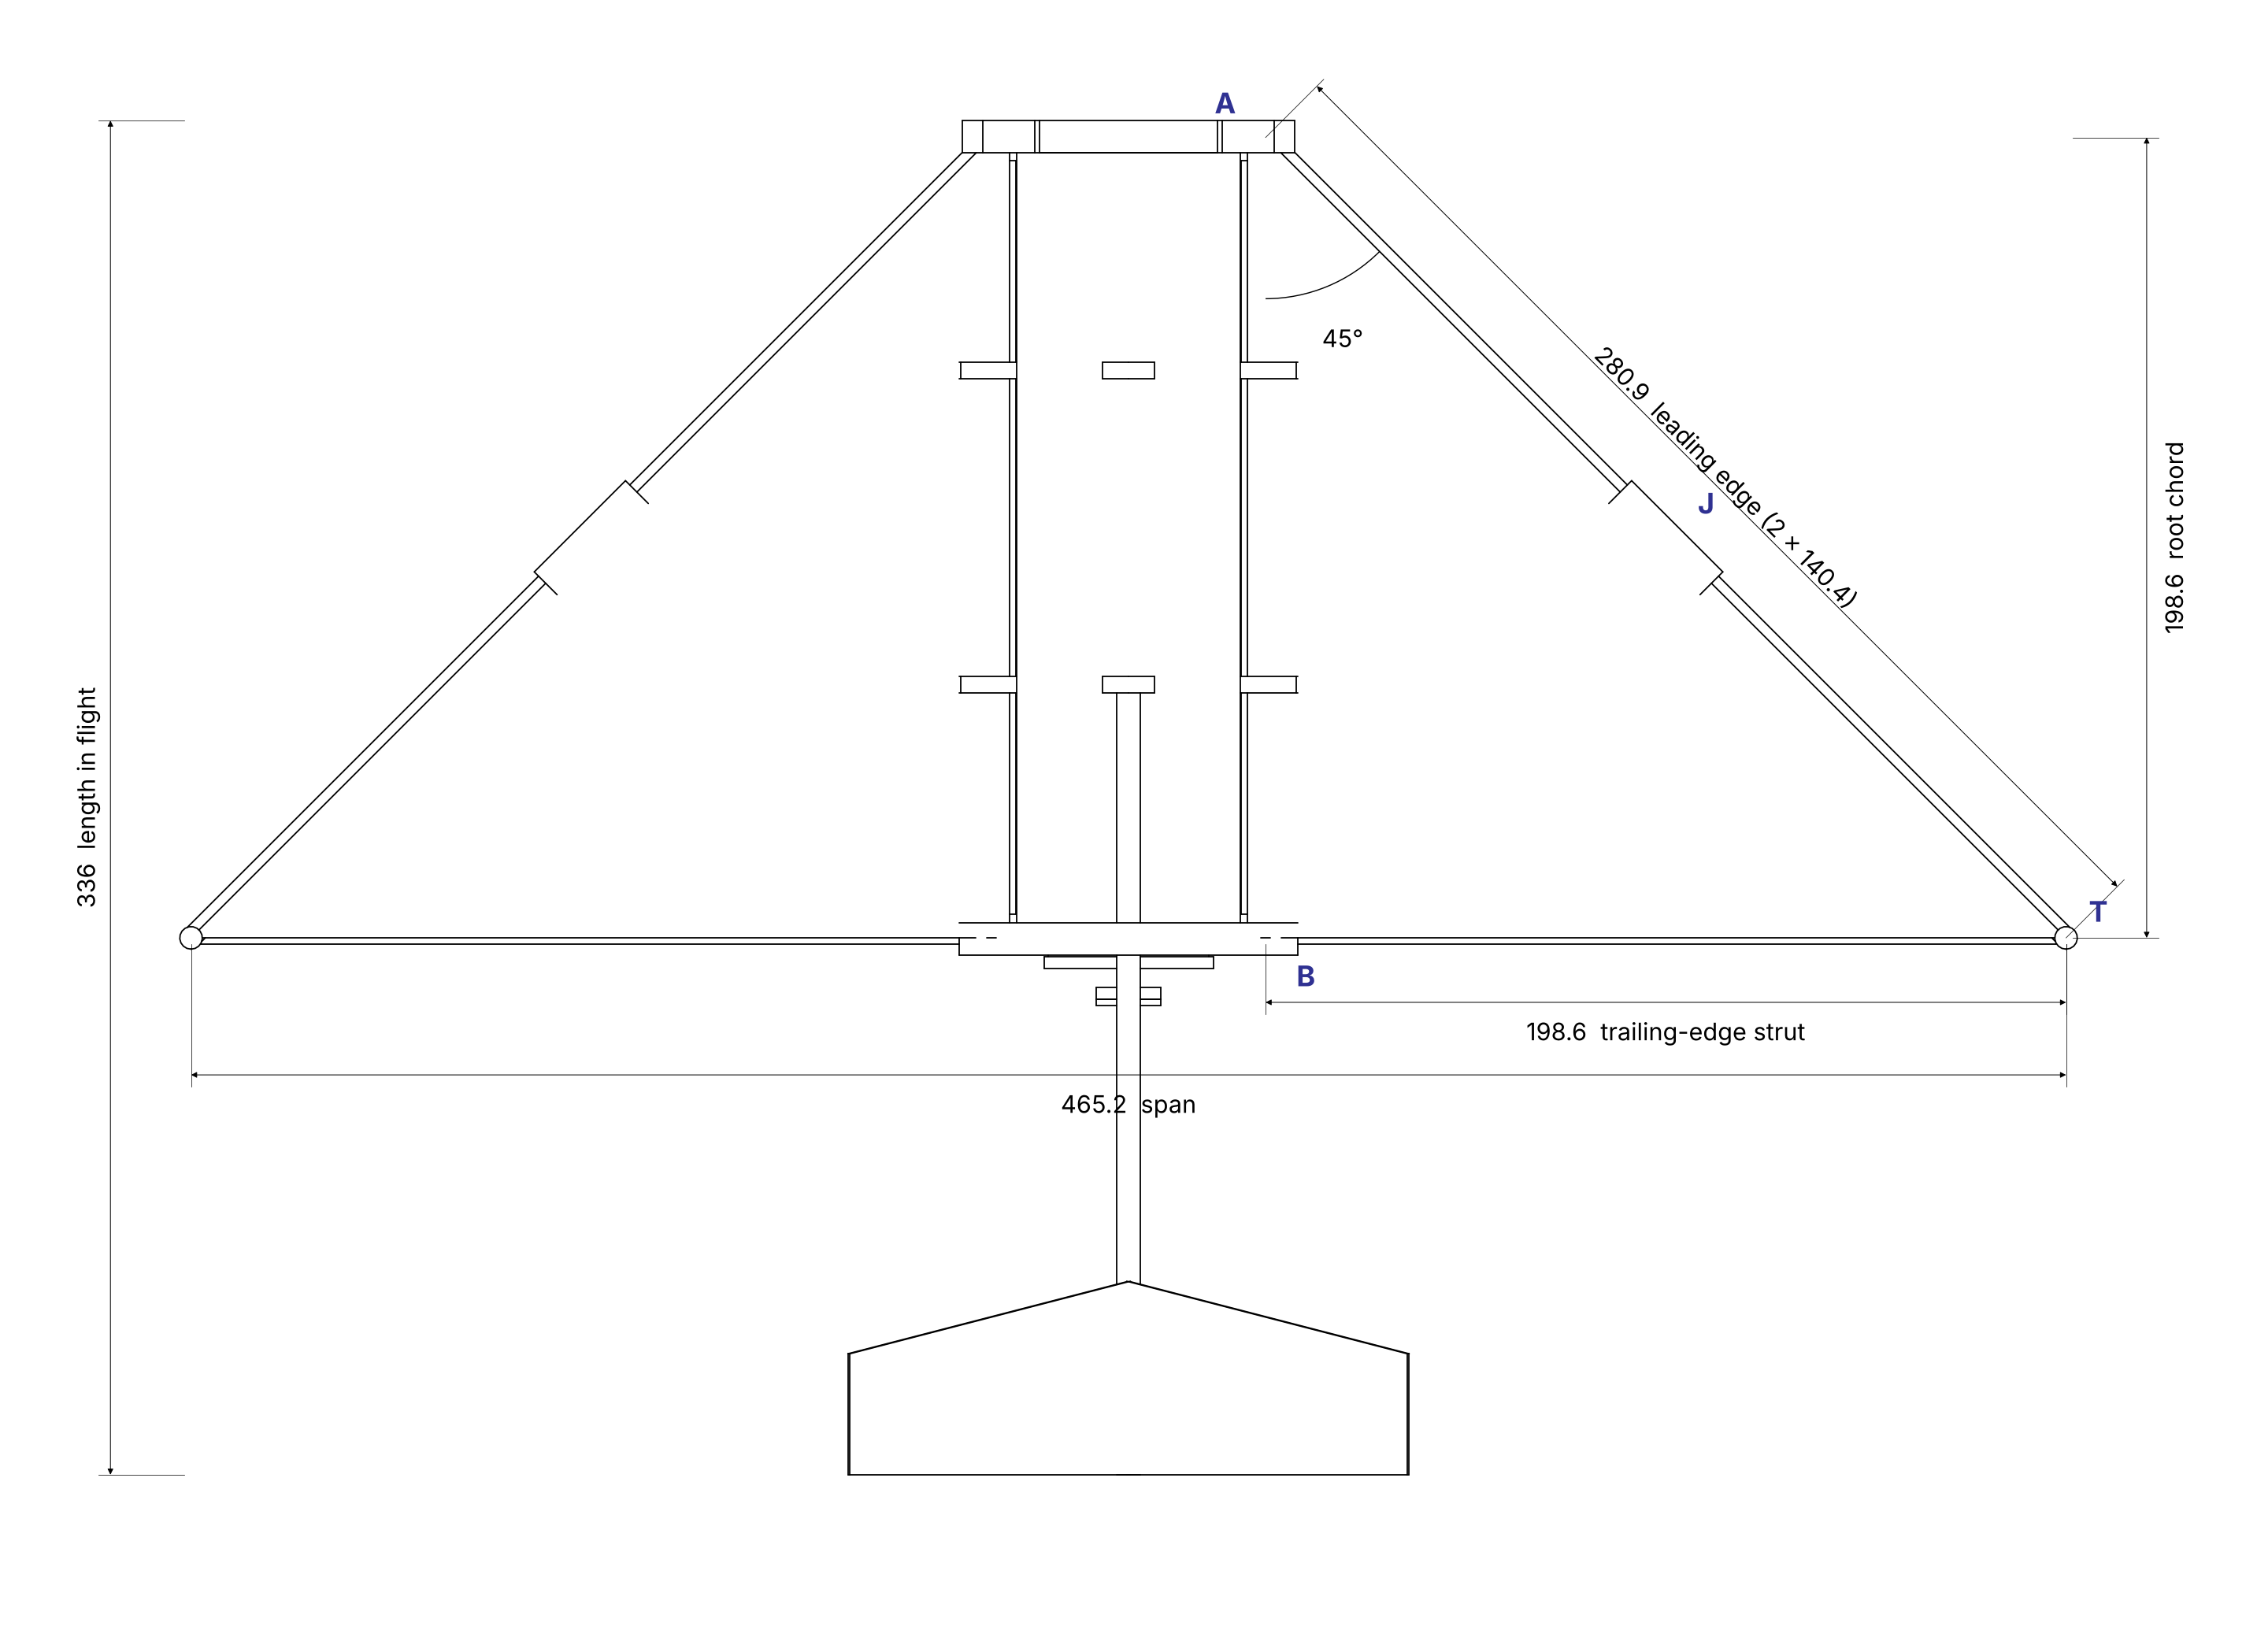 A
45°
280.9 leading edge (2 × 140.4)
J
198.6 root chord
336 length in flight
T
B
198.6 trailing-edge strut
465.2 span